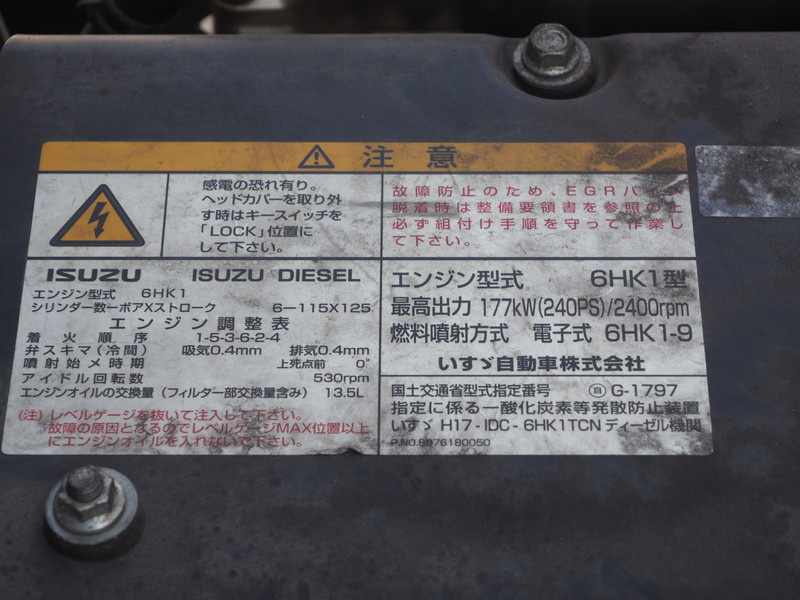 注意
感電の恐れ有り。
ヘッドカバーを取り外
す時はキースイッチを
「LOCK」位置に
して下さい。
故障防止のため、EGRパイプ
脱着時は整備要領書を参照の上
必ず組付け手順を守って作業し
て下さい。
ISUZU ISUZU DIESEL
エンジン型式 6HK1
シリンダー数ーボアXストローク 6-115X125
エンジン調整表
着火順序 1-5-3-6-2-4
弁スキマ(冷間) 吸気0.4mm 排気0.4mm
噴射始メ時期 上死点前 0°
アイドル回転数 530rpm
エンジンオイルの交換量(フィルター部交換量含み) 13.5L
(注)レベルゲージを抜いて注入して下さい。
故障の原因となるのでレベルゲージMAX位置以上
にエンジンオイルを入れないで下さい。
エンジン型式 6HK1型
最高出力 177kW(240PS)/2400rpm
燃料噴射方式 電子式 6HK1-9
いすゞ自動車株式会社
国土交通省型式指定番号 自 G-1797
指定に係る一酸化炭素等発散防止装置
いすゞ H17-IDC-6HK1TCN ディーゼル機関
P.NO.8976180050